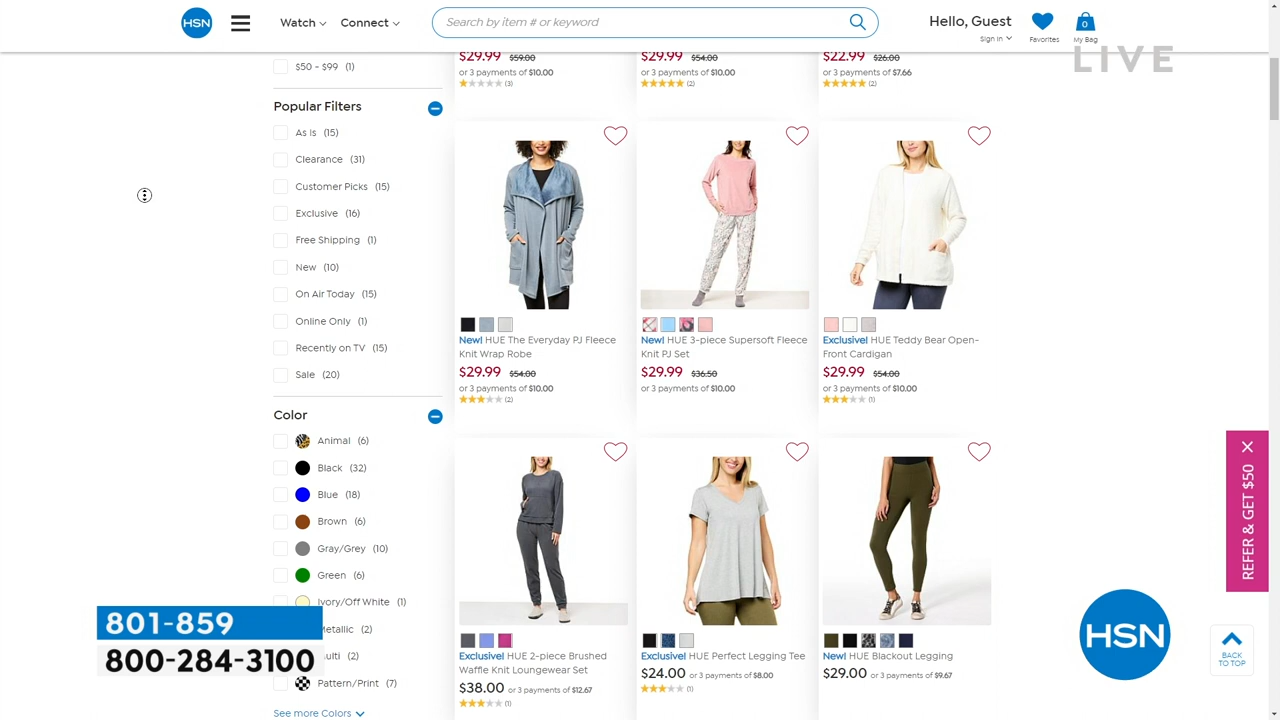 HSN
Watch
Connect
Search by item # or keyword
Hello, Guest
Sign In
Favorites
0
My Bag
LIVE
$50 - $99 (1)
Popular Filters
As Is (15)
Clearance (31)
Customer Picks (15)
Exclusive (16)
Free Shipping (1)
New (10)
On Air Today (15)
Online Only (1)
Recently on TV (15)
Sale (20)
Color
Animal (6)
Black (32)
Blue (18)
Brown (6)
Gray/Grey (10)
Green (6)
Ivory/Off White (1)
etallic (2)
ulti (2)
Pattern/Print (7)
See more Colors
801-859
800-284-3100
$29.99 $59.00
or 3 payments of $10.00
(3)
$29.99 $54.00
or 3 payments of $10.00
(2)
$22.99 $26.00
or 3 payments of $7.66
(2)
New! HUE The Everyday PJ Fleece
Knit Wrap Robe
$29.99 $54.00
or 3 payments of $10.00
(2)
New! HUE 3-piece Supersoft Fleece
Knit PJ Set
$29.99 $36.50
or 3 payments of $10.00
Exclusive! HUE Teddy Bear Open-
Front Cardigan
$29.99 $54.00
or 3 payments of $10.00
(1)
Exclusive! HUE 2-piece Brushed
Waffle Knit Loungewear Set
$38.00 or 3 payments of $12.67
(1)
Exclusive! HUE Perfect Legging Tee
$24.00 or 3 payments of $8.00
(1)
New! HUE Blackout Legging
$29.00 or 3 payments of $9.67
REFER & GET $50
HSN
BACK
TO TOP